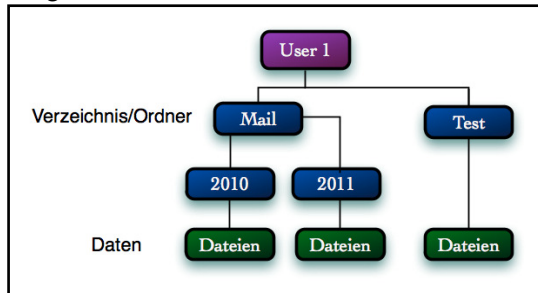 User 1
Verzeichnis/Ordner
Mail
Test
2010
2011
Daten
Dateien
Dateien
Dateien